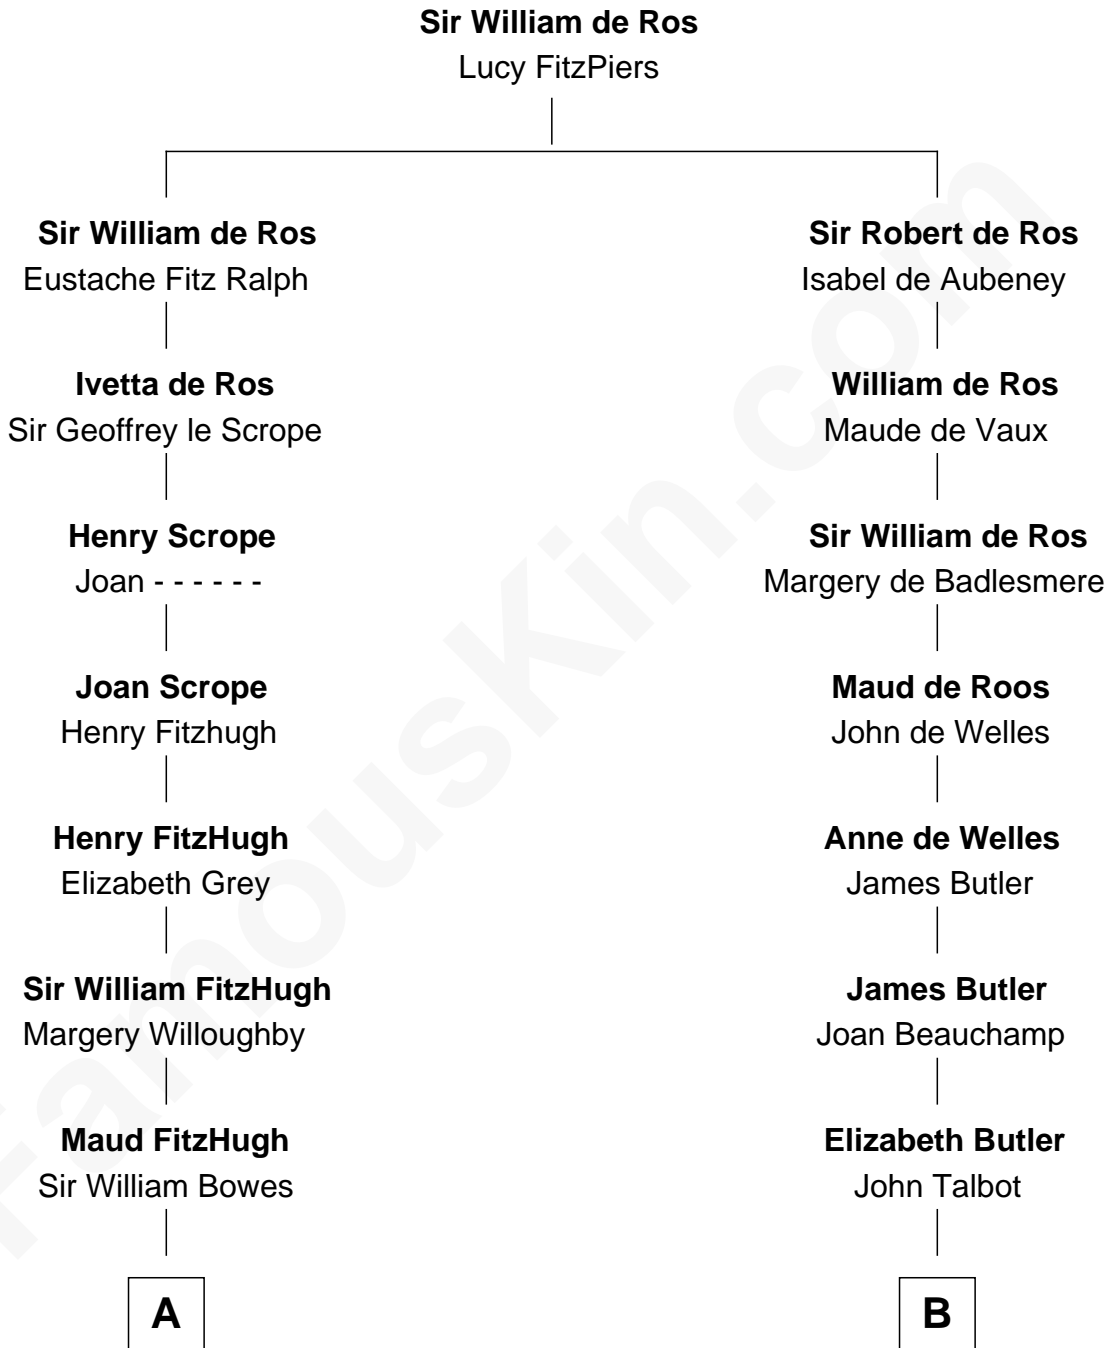 Sir William de Ros
Lucy FitzPiers
Sir William de Ros
Eustache Fitz Ralph
Sir Robert de Ros
Isabel de Aubeney
Ivetta de Ros
Sir Geoffrey le Scrope
William de Ros
Maude de Vaux
Henry Scrope
Joan - - - - - -
Sir William de Ros
Margery de Badlesmere
Joan Scrope
Henry Fitzhugh
Maud de Roos
John de Welles
Henry FitzHugh
Elizabeth Grey
Anne de Welles
James Butler
Sir William FitzHugh
Margery Willoughby
James Butler
Joan Beauchamp
Maud FitzHugh
Sir William Bowes
Elizabeth Butler
John Talbot
A
B
FamousKin.com